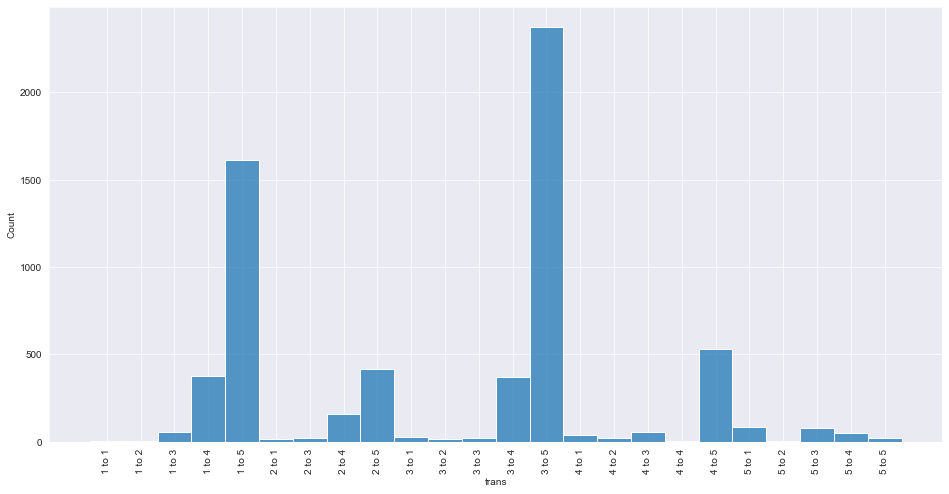 2000
1500
1000
500
0
Count
1 to 1
1 to 2
1 to 3
1 to 4
1 to 5
2 to 1
2 to 3
2 to 4
2 to 5
3 to 1
3 to 2
3 to 3
3 to 4
3 to 5
4 to 1
4 to 2
4 to 3
4 to 4
4 to 5
5 to 1
5 to 2
5 to 3
5 to 4
5 to 5
trans